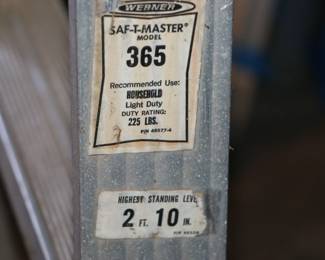 WERNER
SAF-T-MASTER®
MODEL
365
Recommended Use:
HOUSEHOLD
Light Duty
DUTY RATING:
225 LBS.
HIGHEST STANDING LEVEL
2 FT. 10 IN.